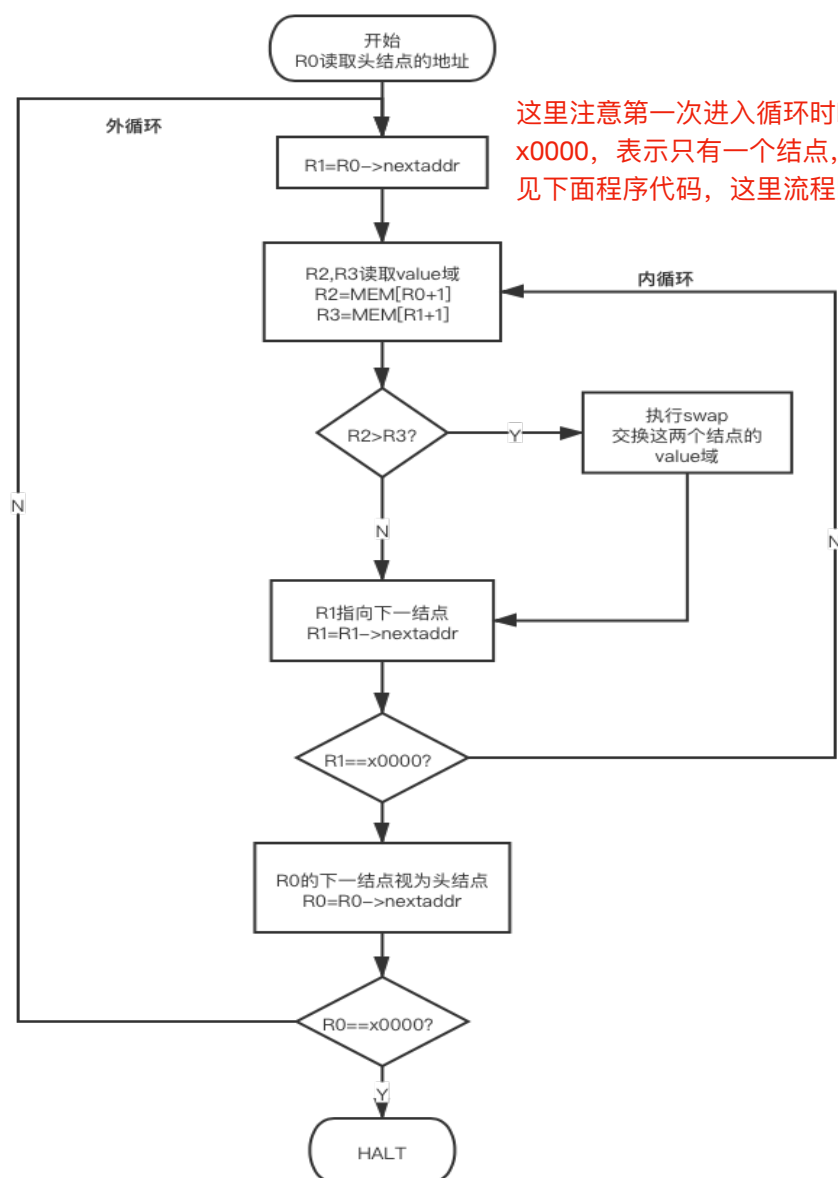 开始
R0读取头结点的地址
外循环
这里注意第一次进入循环时
x0000，表示只有一个结点，
见下面程序代码，这里流程
R1=R0->nextaddr
R2,R3读取value域
R2=MEM[R0+1]
R3=MEM[R1+1]
内循环
R2>R3?
Y
执行swap
交换这两个结点的
value域
N
N
N
R1指向下一结点
R1=R1->nextaddr
R1==x0000?
R0的下一结点视为头结点
R0=R0->nextaddr
R0==x0000?
Y
HALT